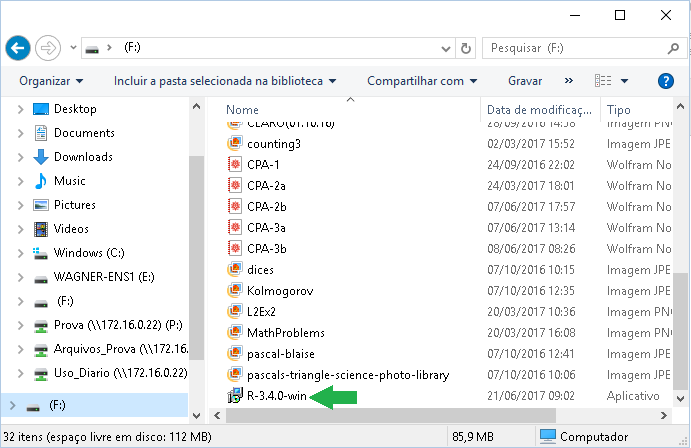 (F:)
Pesquisar (F:)
Organizar Incluir a pasta selecionada na biblioteca Compartilhar com Gravar »
Desktop
Documents
Downloads
Music
Pictures
Videos
Windows (C:)
WAGNER-ENS1 (E:)
(F:)
Prova (\\172.16.0.22) (P:)
Arquivos_Prova (\\172.16.0.22)
Uso_Diario (\\172.16.0.22) (
(F:)
Nome Data de modificaç... Tipo
CLARO(01.10.16) 28/09/2016 14:58 Imagem PN
counting3 02/03/2017 15:52 Imagem JPE
CPA-1 24/09/2016 22:02 Wolfram No
CPA-2a 24/03/2017 18:01 Wolfram No
CPA-2b 07/06/2017 17:57 Wolfram No
CPA-3a 07/06/2017 13:14 Wolfram No
CPA-3b 08/06/2017 08:26 Wolfram No
dices 07/10/2016 10:15 Imagem JPE
Kolmogorov 07/10/2016 12:35 Imagem JPE
L2Ex2 20/03/2017 10:36 Imagem PN
MathProblems 20/03/2017 16:08 Imagem JPE
pascal-blaise 07/10/2016 12:41 Imagem JPE
pascals-triangle-science-photo-library 07/10/2016 12:46 Imagem JPE
R-3.4.0-win 21/06/2017 09:02 Aplicativo
32 itens (espaço livre em disco: 112 MB) 85,9 MB Computador